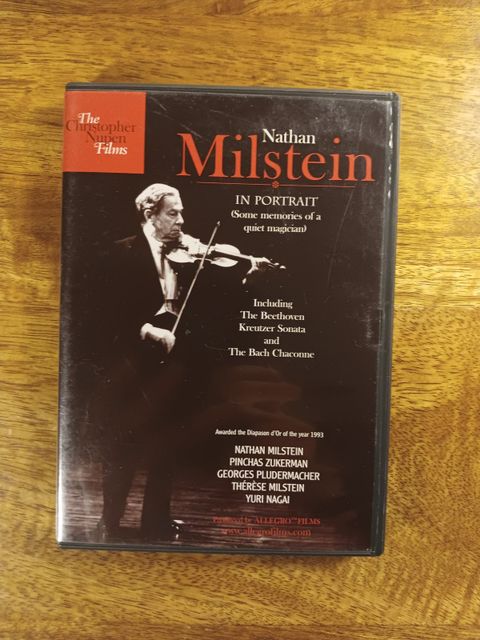 The
Christopher
Nupen
Films
Nathan
Milstein
IN PORTRAIT
(Some memories of a
quiet magician)
Including
The Beethoven
Kreutzer Sonata
and
The Bach Chaconne
Awarded the Diapason d'Or of the year 1993
NATHAN MILSTEIN
PINCHAS ZUKERMAN
GEORGES PLUDERMACHER
THÉRÈSE MILSTEIN
YURI NAGAI
Produced by ALLEGRO FILMS
www.allegrofilms.com